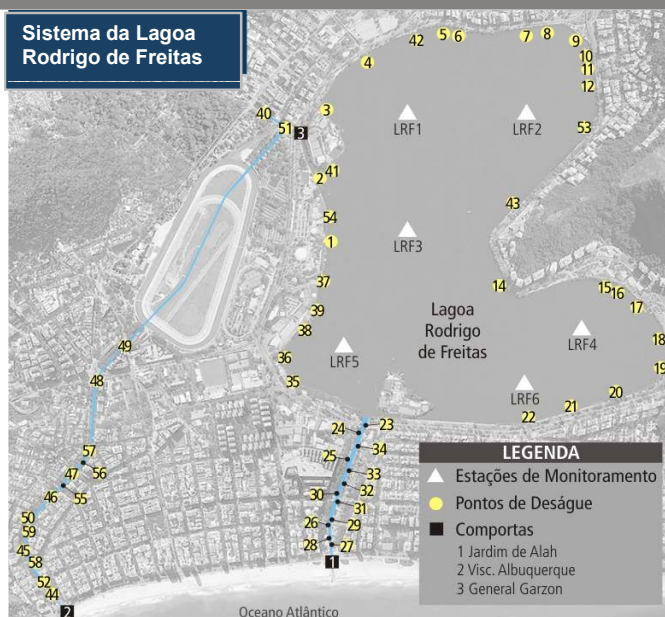 Sistema da Lagoa
Rodrigo de Freitas
42 5 6 7 8 9
4 10
11
12
40 3
51 3 LRF1 LRF2 53
41
2
43
54
LRF3
1
37 14 15 16
39 17
Lagoa
38 Rodrigo
de Freitas
LRF4 18
49 36 LRF5
19
48 35 LRF6 20
21
22
24 23
34
57 25
56 33
47 32
46 55 30
31
50 26 29
59 28 27
45 1
58
52
44
2
Oceano Atlântico
LEGENDA
Estações de Monitoramento
Pontos de Deságue
Comportas
1 Jardim de Alah
2 Visc. Albuquerque
3 General Garzon